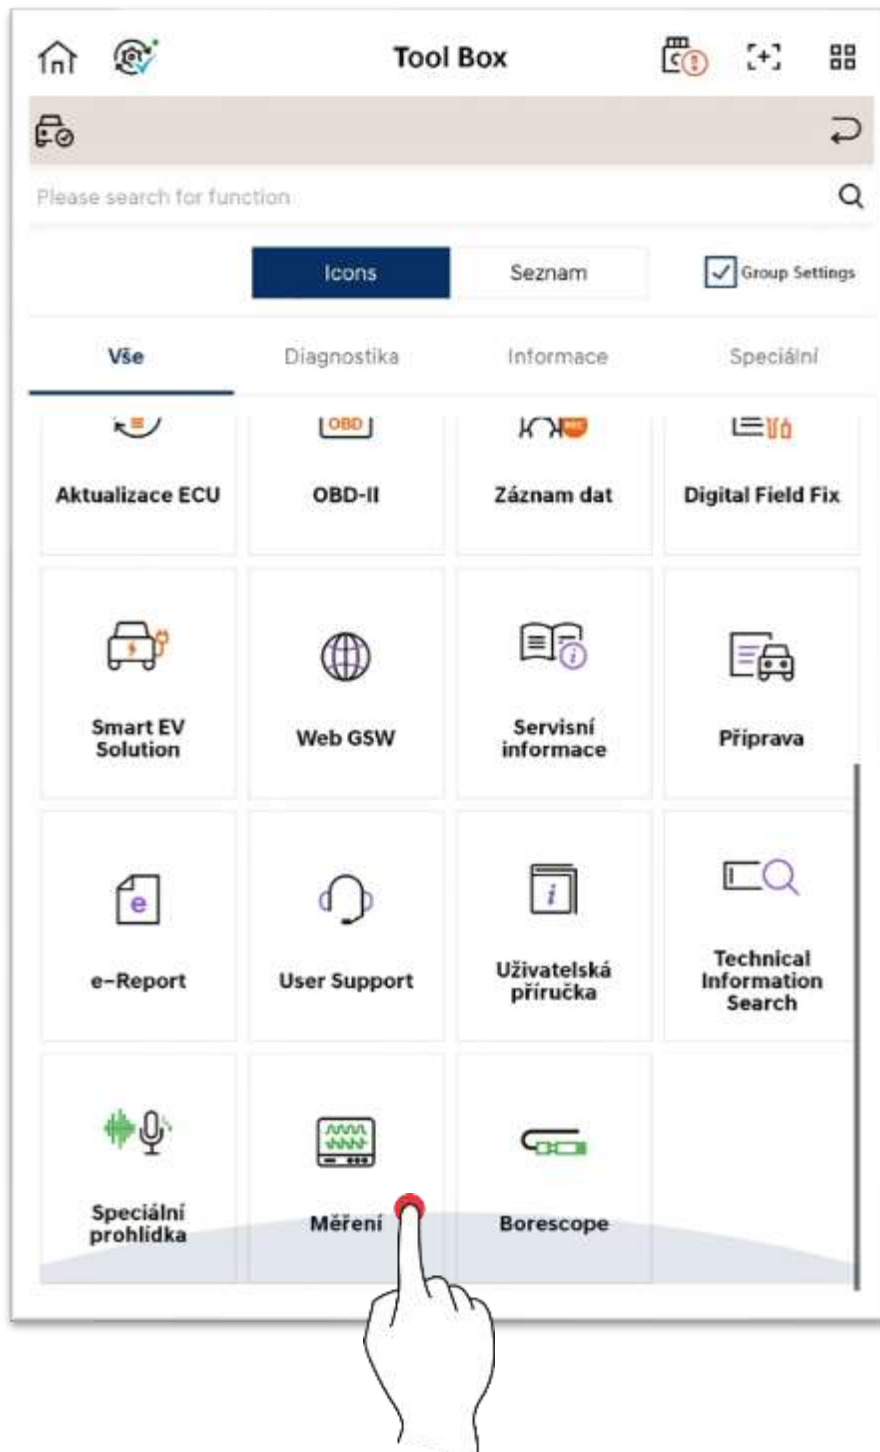 Tool Box
Please search for function
Icons
Seznam
Group Settings
Vše
Diagnostika
Informace
Speciální
OBD
REC
Aktualizace ECU
OBD-II
Záznam dat
Digital Field Fix
Smart EV
Solution
Web GSW
Servisní
informace
Příprava
e-Report
User Support
Uživatelská
příručka
Technical
Information
Search
Speciální
prohlídka
Měření
Borescope